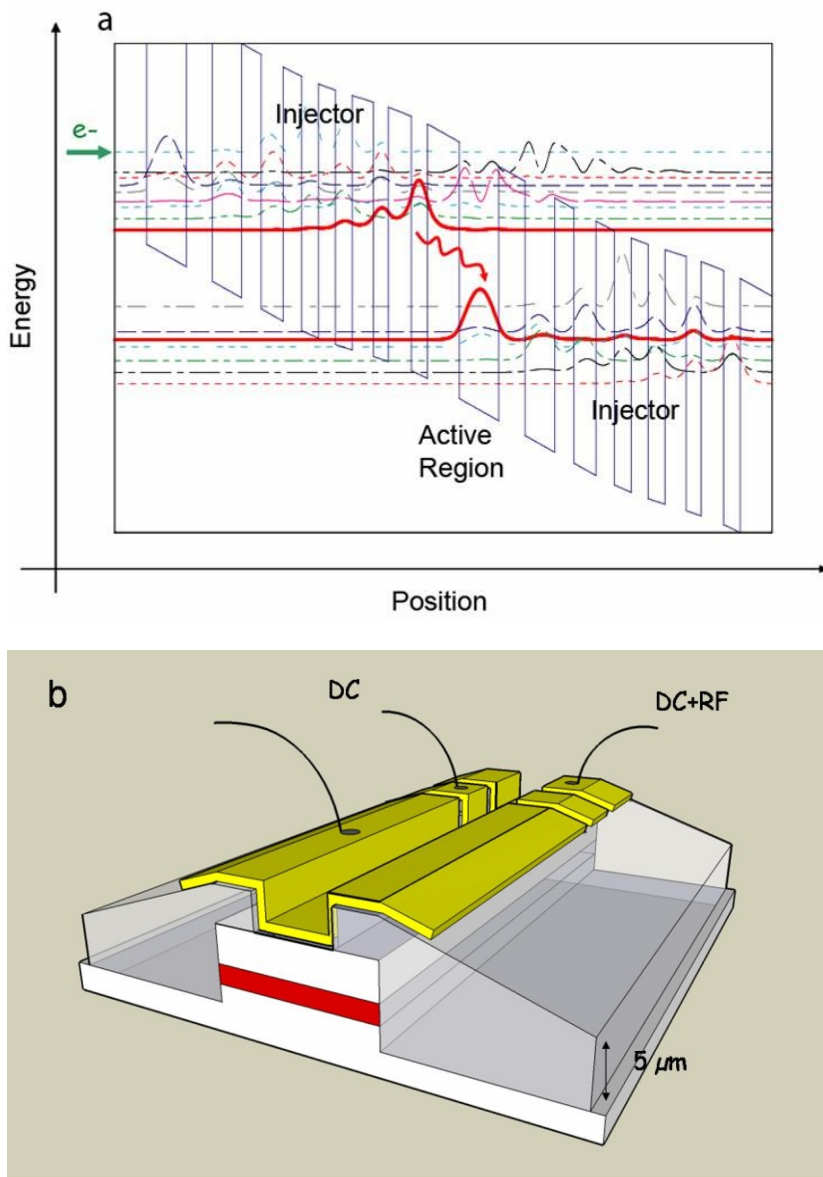 a
Injector
e-
Energy
Injector
Active
Region
Position
b
DC
DC+RF
5 µm